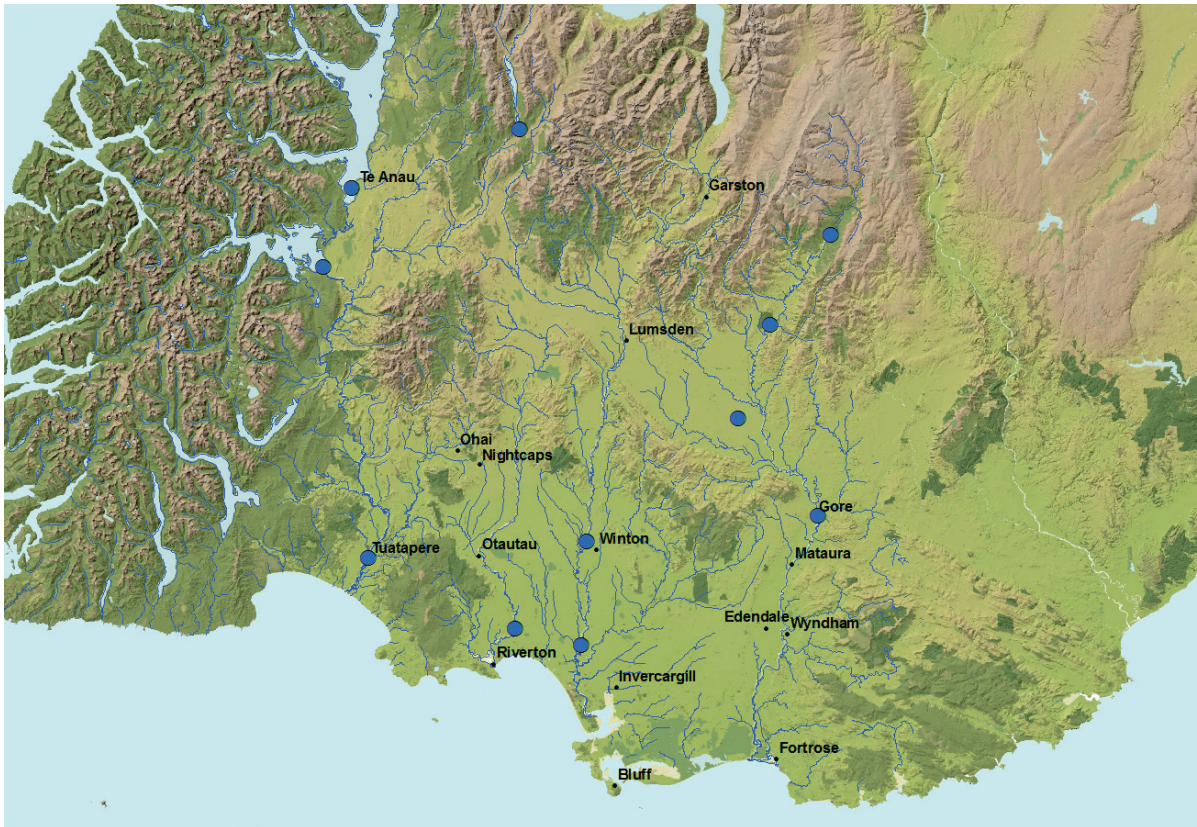 Te Anau
Garston
Lumsden
Ohai
Nightcaps
Gore
Tuatapere
Otautau
Winton
Mataura
Edendale
Wyndham
Riverton
Invercargill
Fortrose
Bluff